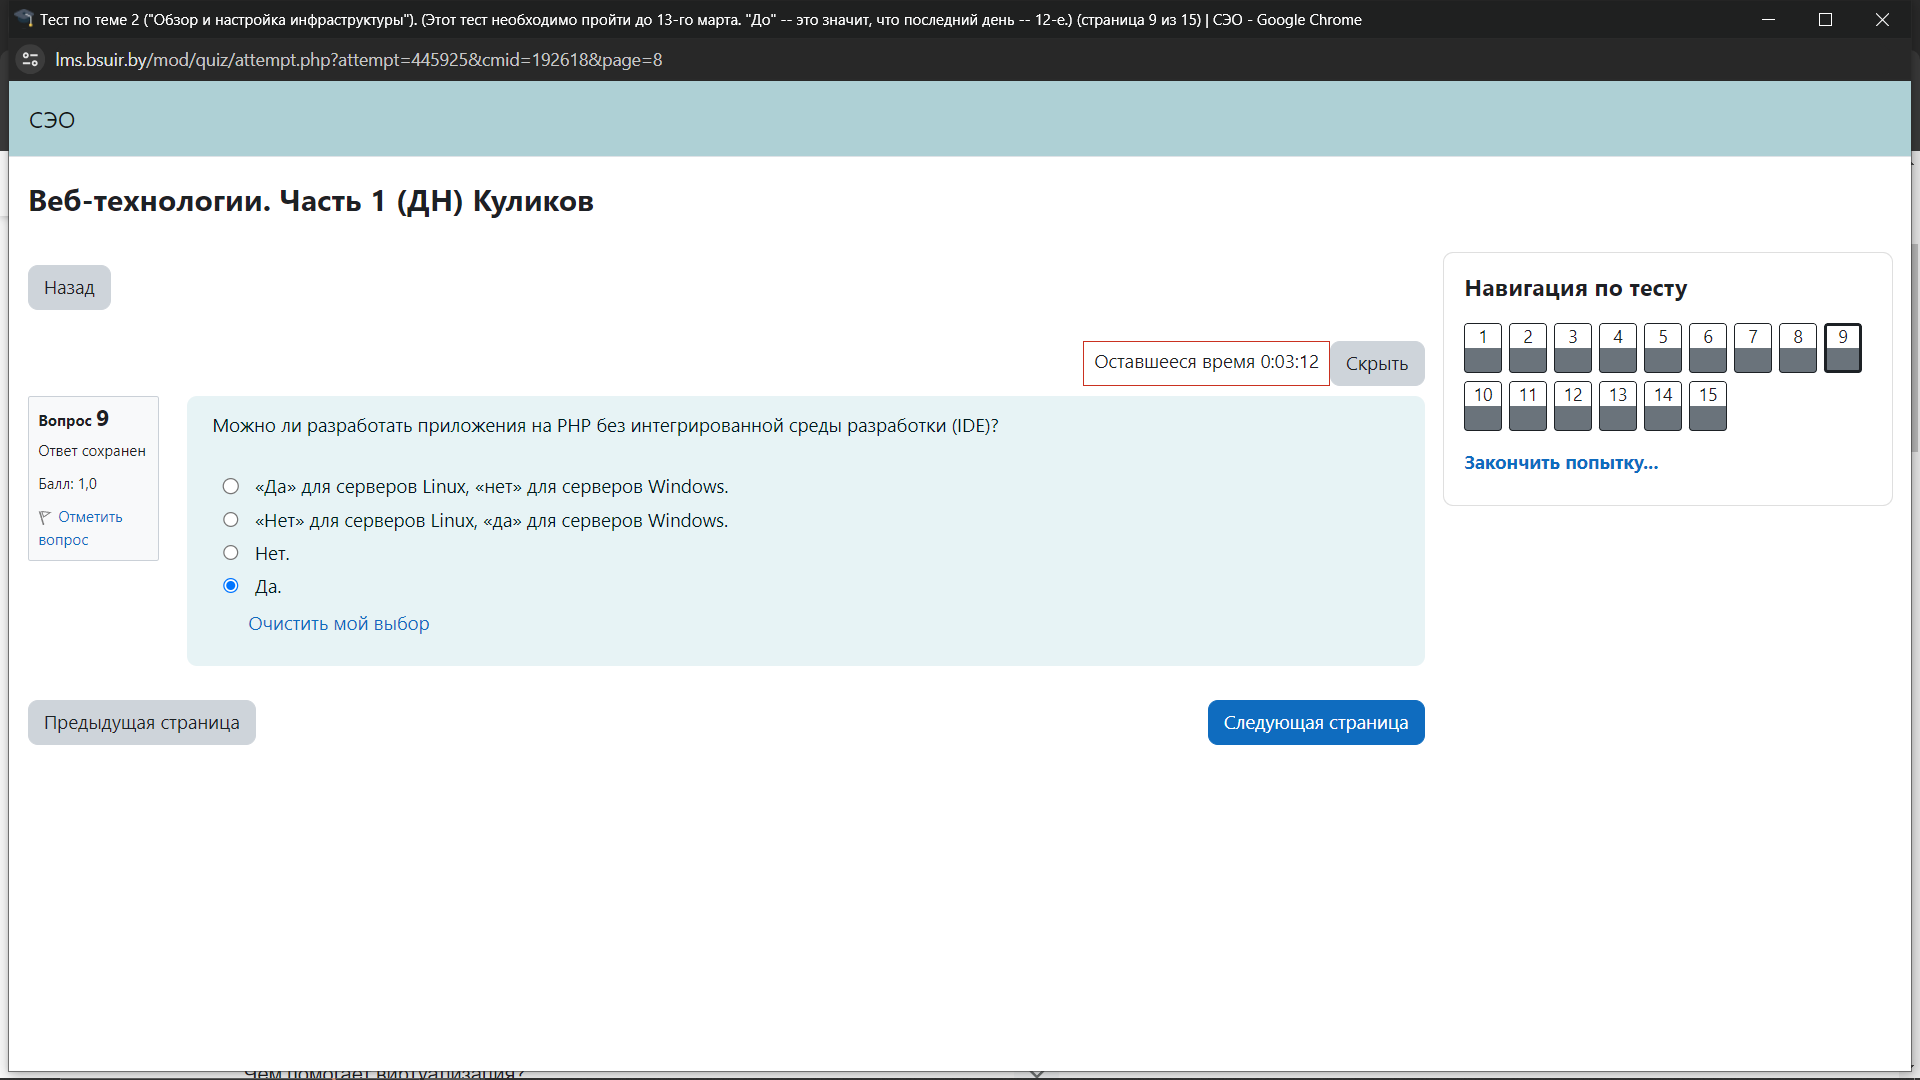 Тест по теме 2 ("Обзор и настройка инфраструктуры"). (Этот тест необходимо пройти до 13-го марта. "До" -- это значит, что последний день -- 12-е.) (страница 9 из 15) | СЭО - Google Chrome
lms.bsuir.by/mod/quiz/attempt.php?attempt=445925&cmid=192618&page=8
СЭО
Веб-технологии. Часть 1 (ДН) Куликов
Назад
Оставшееся время 0:03:12
Скрыть
Вопрос 9
Ответ сохранен
Балл: 1,0
Отметить
вопрос
Можно ли разработать приложения на PHP без интегрированной среды разработки (IDE)?
«Да» для серверов Linux, «нет» для серверов Windows.
«Нет» для серверов Linux, «да» для серверов Windows.
Нет.
Да.
Очистить мой выбор
Предыдущая страница
Следующая страница
Навигация по тесту
1 2 3 4 5 6 7 8 9
10 11 12 13 14 15
Закончить попытку...
Чем помогает виртуализация?